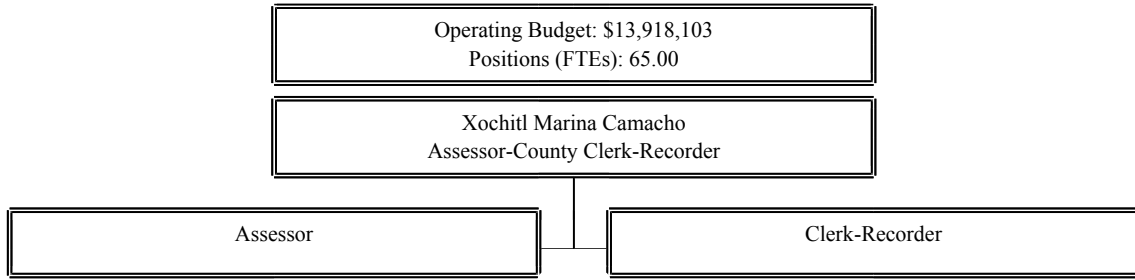 Operating Budget: $13,918,103
Positions (FTEs): 65.00
Xochitl Marina Camacho
Assessor-County Clerk-Recorder
Assessor
Clerk-Recorder